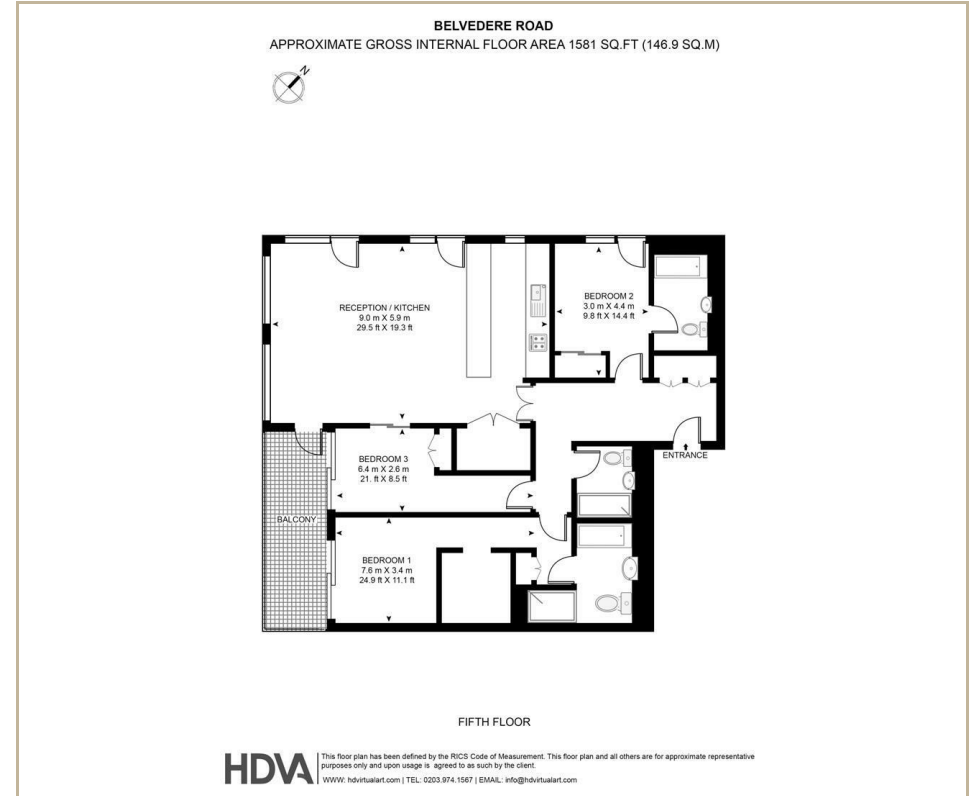 BELVEDERE ROAD
APPROXIMATE GROSS INTERNAL FLOOR AREA 1581 SQ.FT (146.9 SQ.M)
N
RECEPTION / KITCHEN
9.0 m X 5.9 m
29.5 ft X 19.3 ft
BEDROOM 2
3.0 m X 4.4 m
9.8 ft X 14.4 ft
ENTRANCE
BEDROOM 3
6.4 m X 2.6 m
21. ft X 8.5 ft
BALCONY
BEDROOM 1
7.6 m X 3.4 m
24.9 ft X 11.1 ft
FIFTH FLOOR
HDVA
This floor plan has been defined by the RICS Code of Measurement. This floor plan and all others are for approximate representative
purposes only and upon usage is agreed to as such by the client.
WWW: hdvirtualart.com | TEL: 0203.974.1567 | EMAIL: info@hdvirtualart.com